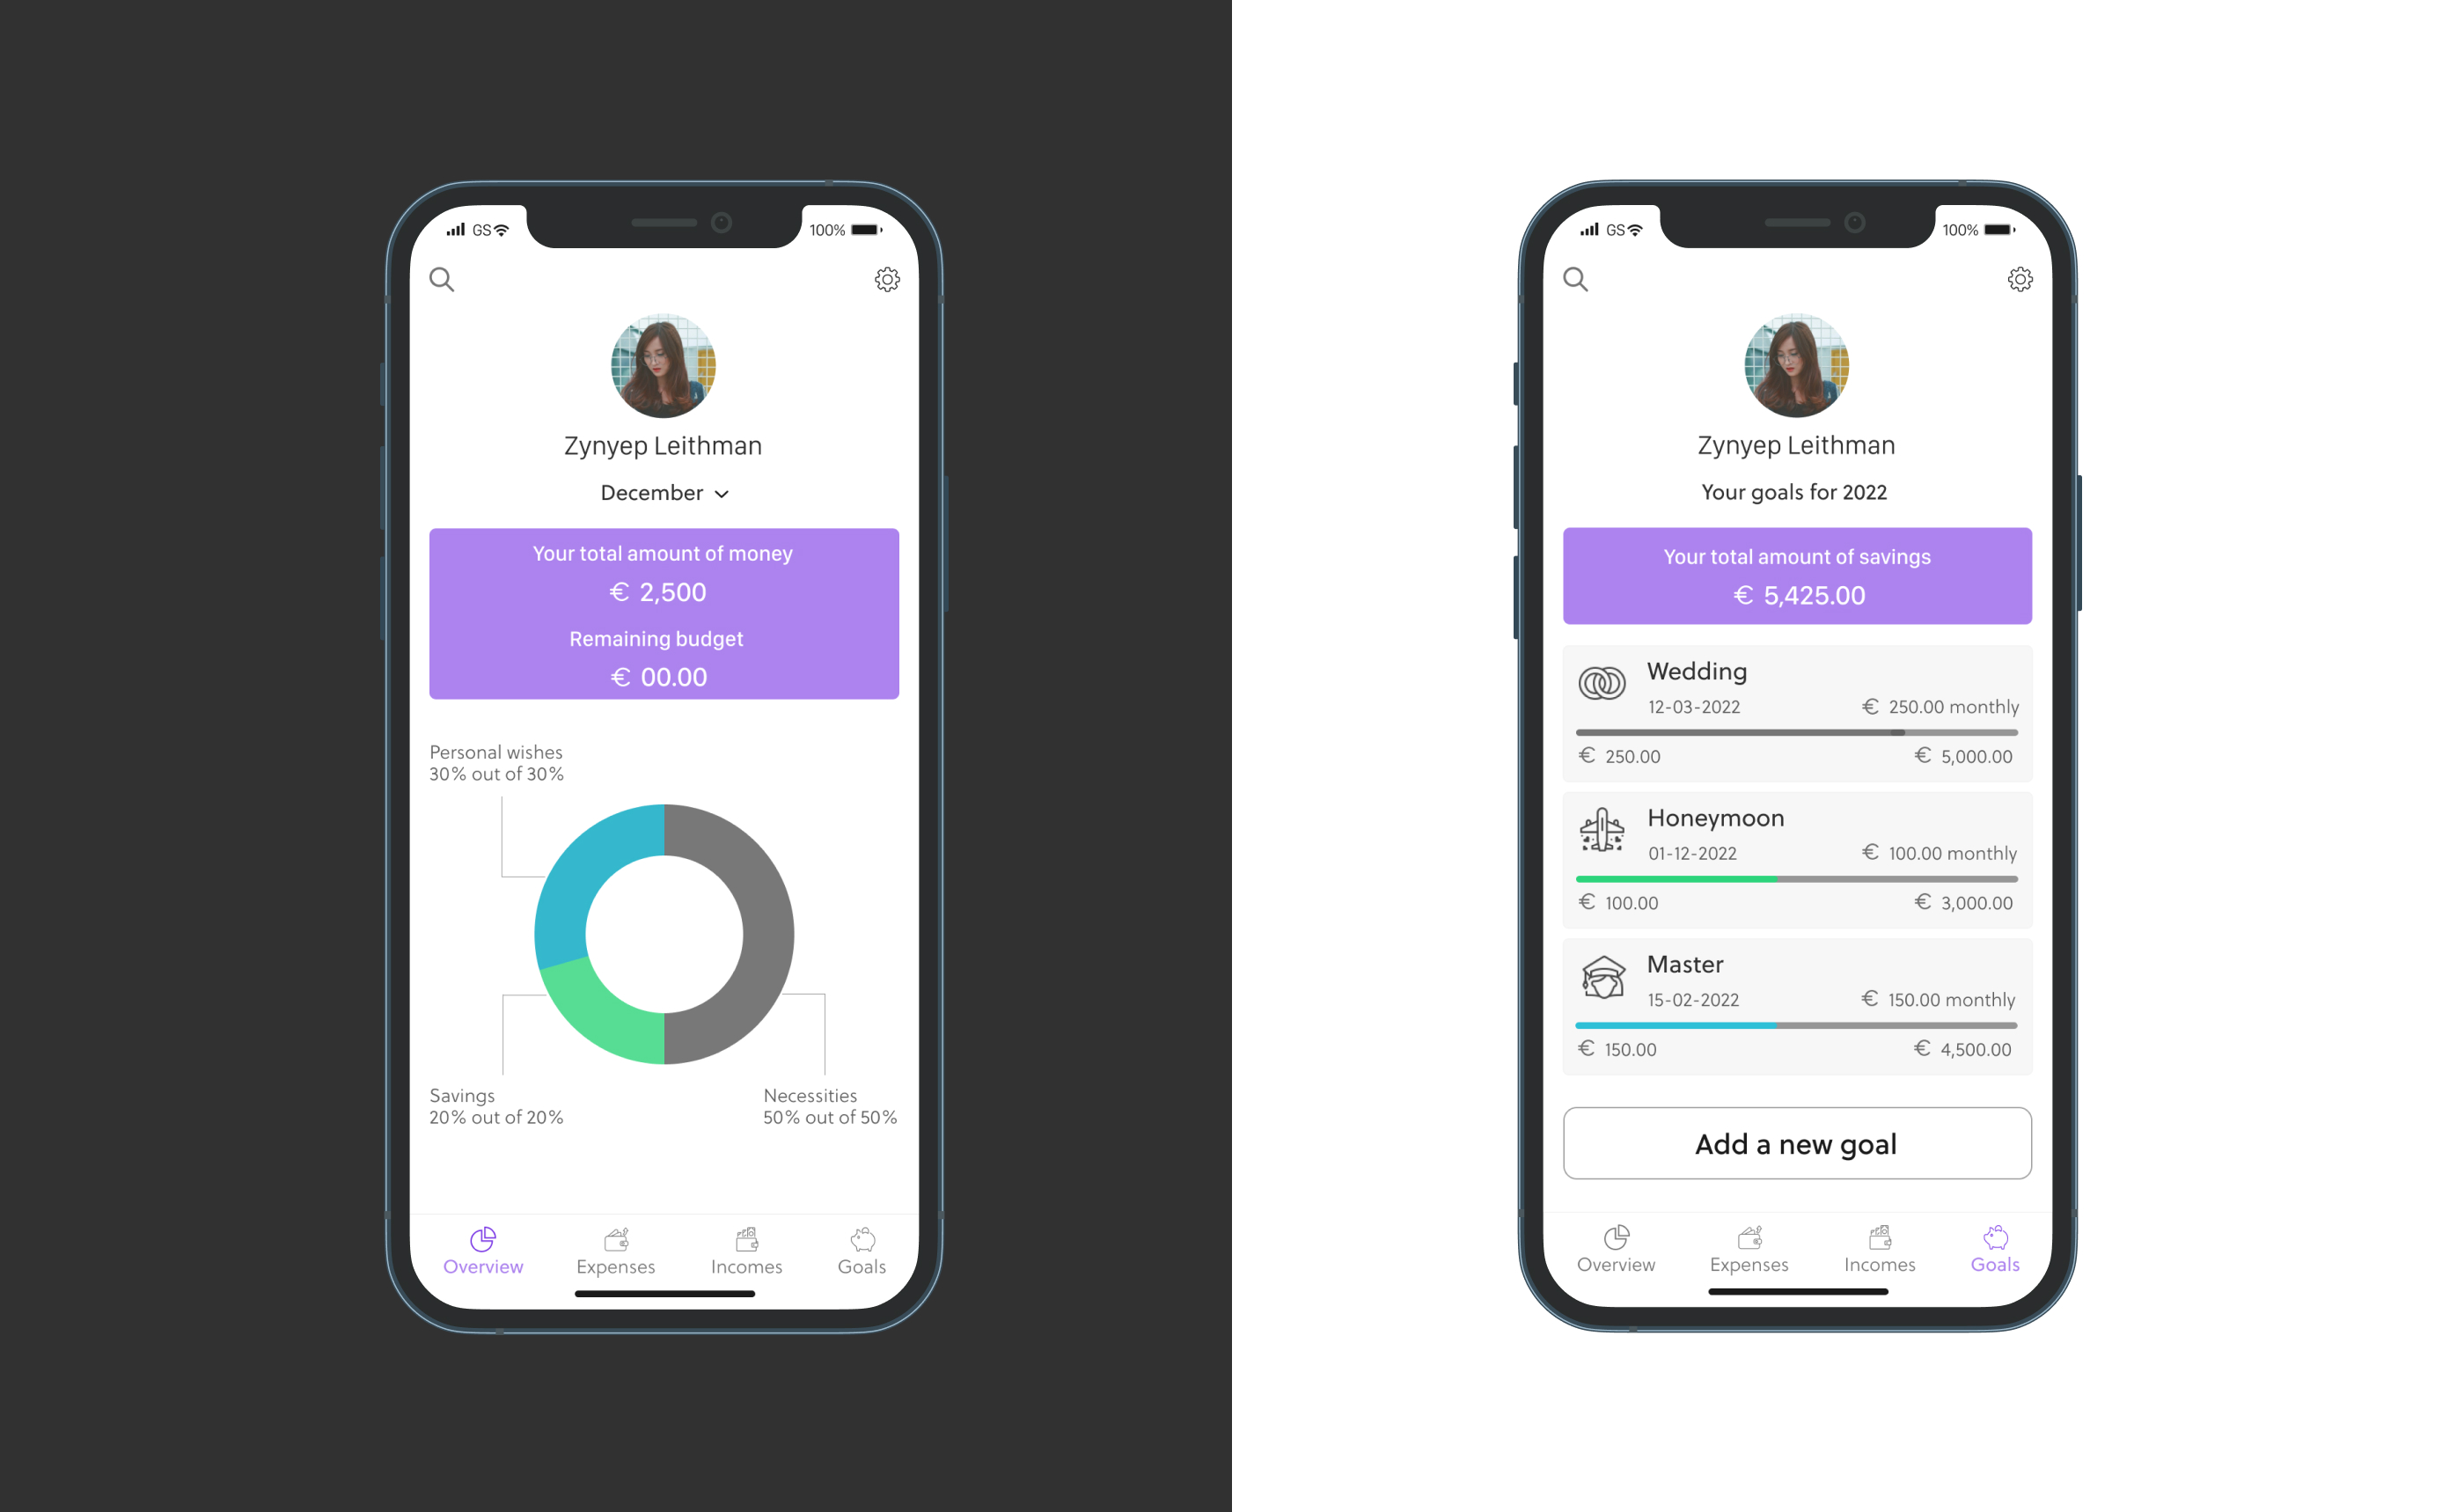 GS 100%
Zynyep Leithman
December
Your total amount of money
€ 2,500
Remaining budget
€ 00.00
Personal wishes
30% out of 30%
Savings
20% out of 20%
Necessities
50% out of 50%
Overview Expenses Incomes Goals
GS 100%
Zynyep Leithman
Your goals for 2022
Your total amount of savings
€ 5,425.00
Wedding
12-03-2022 € 250.00 monthly
€ 250.00 € 5,000.00
Honeymoon
01-12-2022 € 100.00 monthly
€ 100.00 € 3,000.00
Master
15-02-2022 € 150.00 monthly
€ 150.00 € 4,500.00
Add a new goal
Overview Expenses Incomes Goals